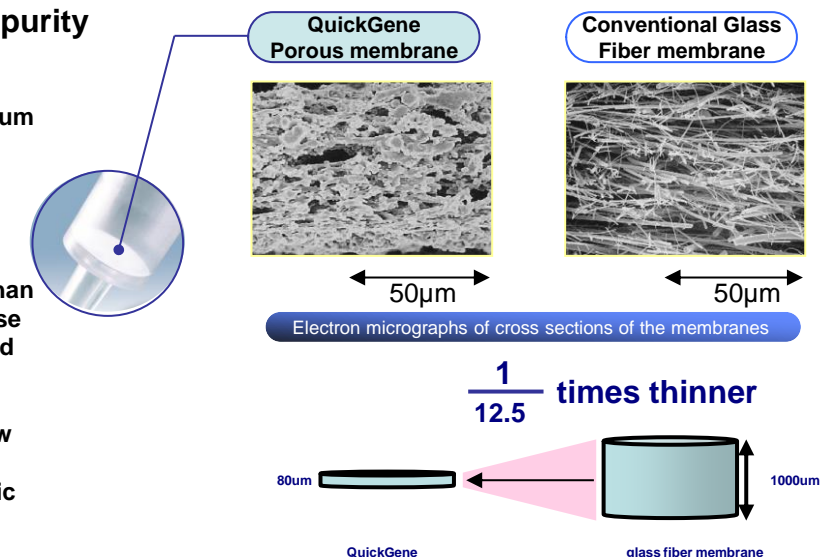 purity
um
han
se
d
w
ic
QuickGene
Porous membrane
Conventional Glass
Fiber membrane
50µm
50µm
Electron micrographs of cross sections of the membranes
1
12.5
times thinner
80um
1000um
QuickGene
glass fiber membrane